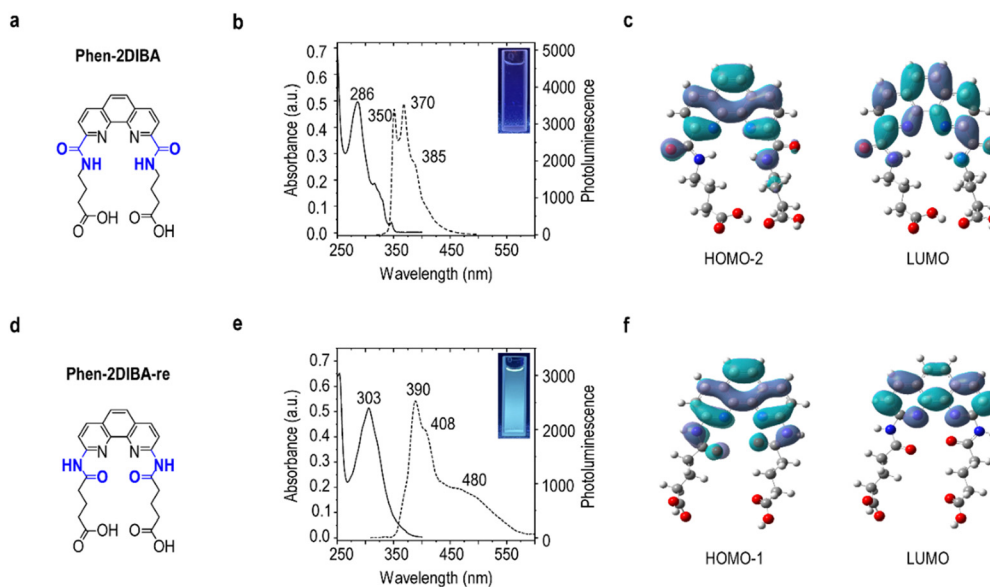 a
Phen-2DIBA
N N
O O
NH HN
OH O
O OH
b
0.7
0.6
0.5
0.4
0.3
0.2
0.1
0.0
Absorbance (a.u.)
286
350
370
385
5000
4000
3000
2000
1000
0
Photoluminescence
250 350 450 550
Wavelength (nm)
c
HOMO-2 LUMO
d
Phen-2DIBA-re
N N
HN NH
O O
OH O
O OH
e
0.7
0.6
0.5
0.4
0.3
0.2
0.1
0.0
Absorbance (a.u.)
303
390
408
480
3000
2000
1000
0
Photoluminescence
250 350 450 550
Wavelength (nm)
f
HOMO-1 LUMO